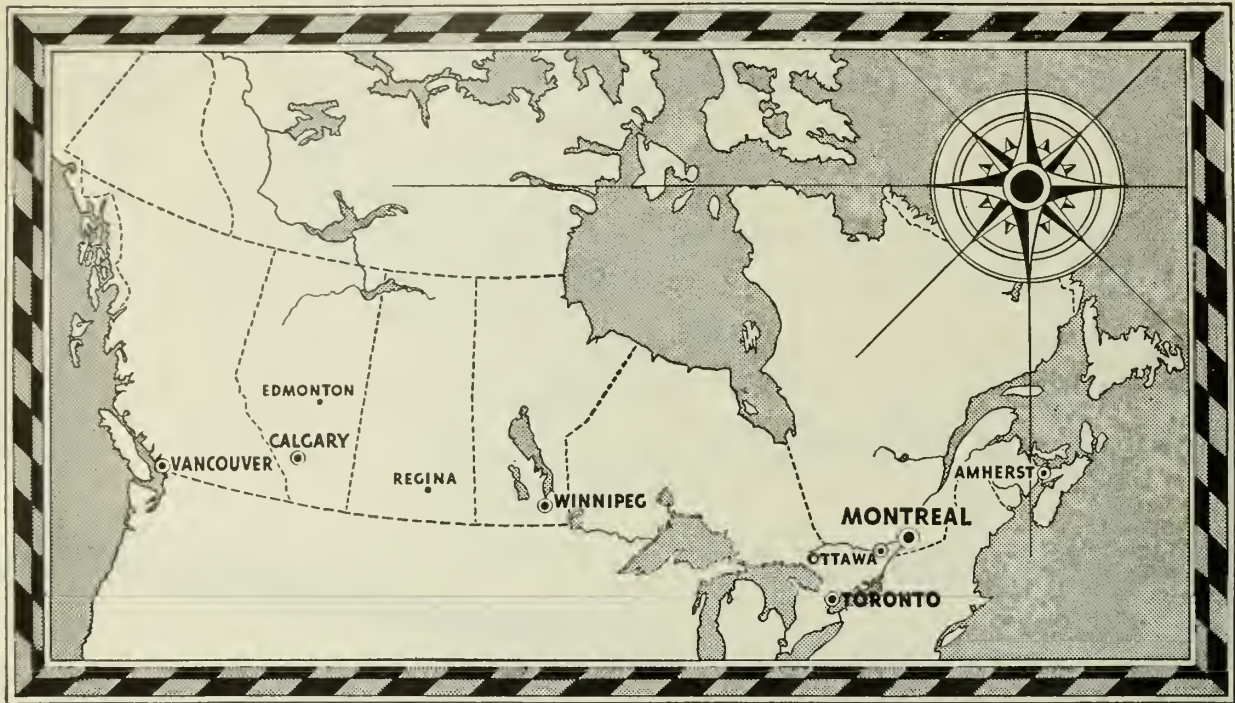 EDMONTON
CALGARY
VANCOUVER
REGINA
WINNIPEG
AMHERST
MONTREAL
OTTAWA
TORONTO